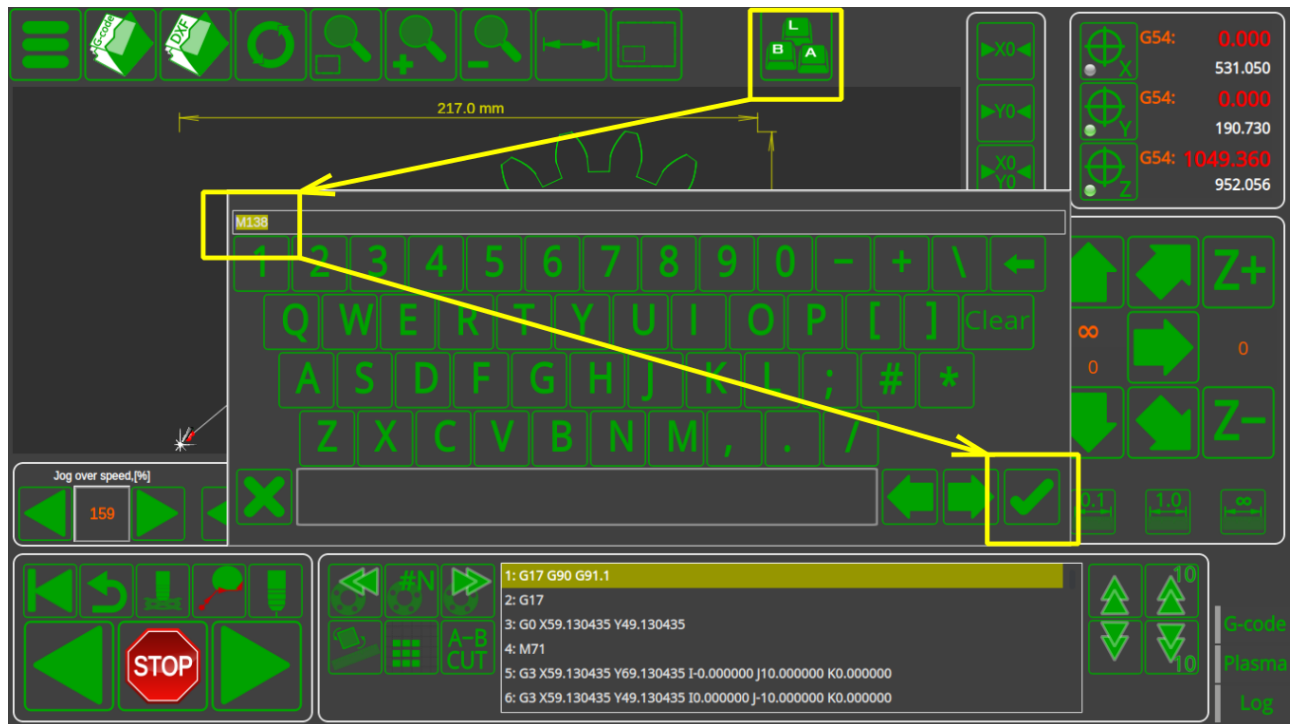 G-code
DXF
L
B A
X0
Y0
X0
Y0
G54: 0.000
X 531.050
G54: 0.000
Y 190.730
G54: 1049.360
Z 952.056
217.0 mm
M138
1 2 3 4 5 6 7 8 9 0 − + \
Q W E R T Y U I O P [ ] Clear
A S D F G H J K L ; # *
Z X C V B N M , . /
Z+
∞
0
0
Z−
0.1 1.0 ∞
Jog over speed,[%]
159
STOP
#N
A-B
CUT
1: G17 G90 G91.1
2: G17
3: G0 X59.130435 Y49.130435
4: M71
5: G3 X59.130435 Y69.130435 I-0.000000 J10.000000 K0.000000
6: G3 X59.130435 Y49.130435 I0.000000 J-10.000000 K0.000000
10
10
G-code
Plasma
Log